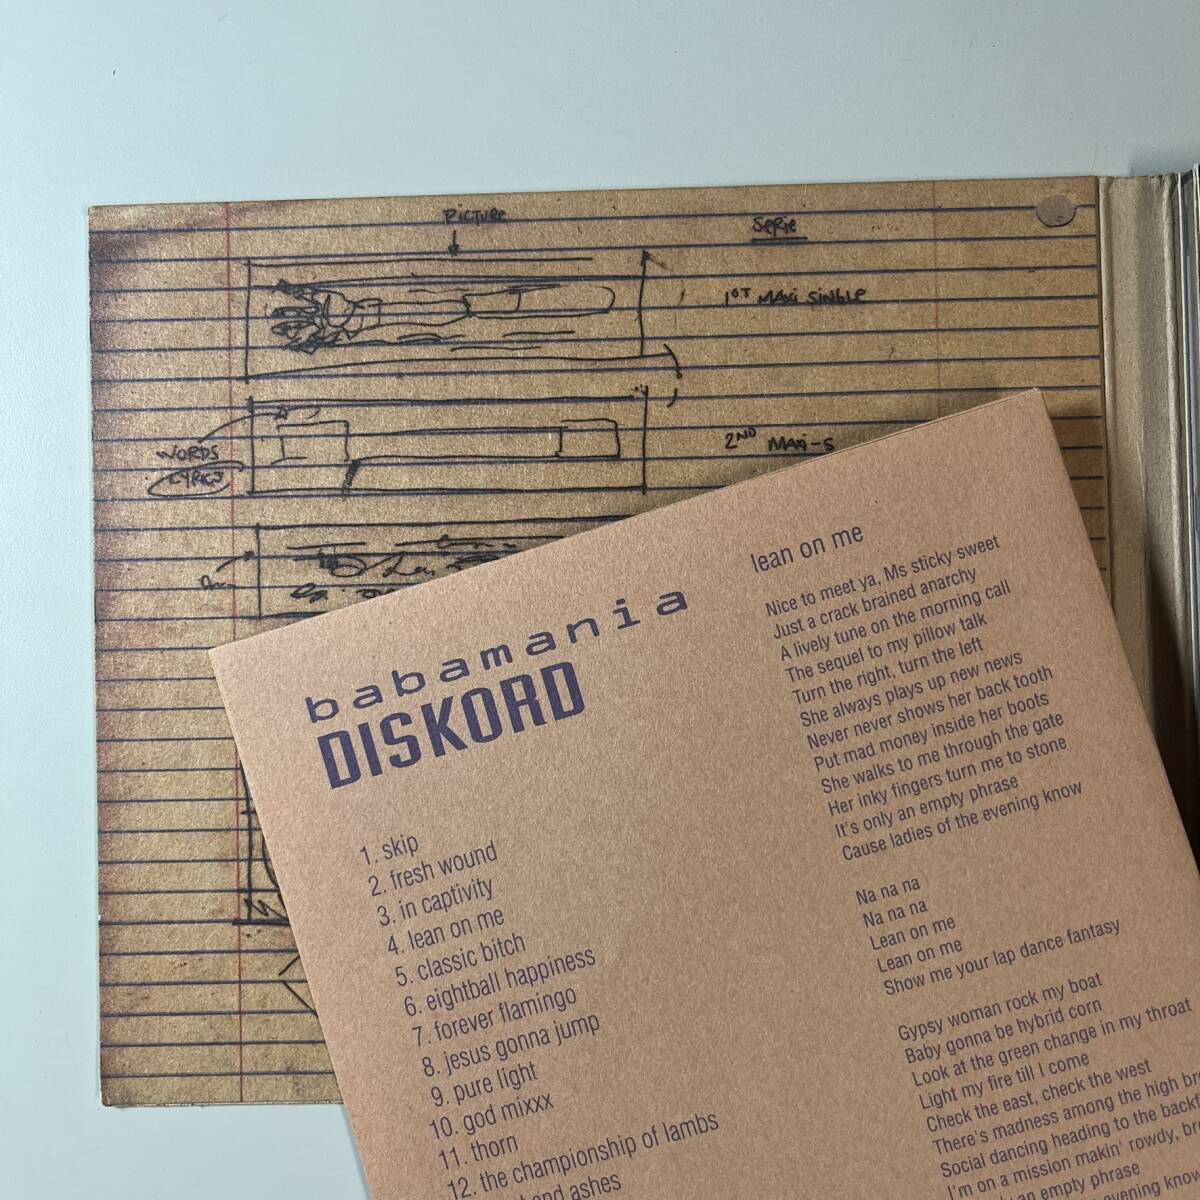 PICTURE
SERIE
1ST MAXI SINGLE
WORDS
LYRICS
2ND MAXI-S
babamania
DISKORD
1. skip
2. fresh wound
3. in captivity
4. lean on me
5. classic bitch
6. eightball happiness
7. forever flamingo
8. jesus gonna jump
9. pure light
10. god mixxx
11. thorn
12. the championship of lambs
and ashes
lean on me
Nice to meet ya, Ms sticky sweet
Just a crack brained anarchy
A lively tune on the morning call
The sequel to my pillow talk
Turn the right, turn the left
She always plays up new news
Never never shows her back tooth
Put mad money inside her boots
She walks to me through the gate
Her inky fingers turn me to stone
It's only an empty phrase
Cause ladies of the evening know
Na na na
Na na na
Lean on me
Lean on me
Show me your lap dance fantasy
Gypsy woman rock my boat
Baby gonna be hybrid corn
Look at the green change in my throat
Light my fire till I come
Check the east, check the west
There's madness among the high
Social dancing heading to the
I'm on a mission makin' rowdy,
an empty phrase
evening know